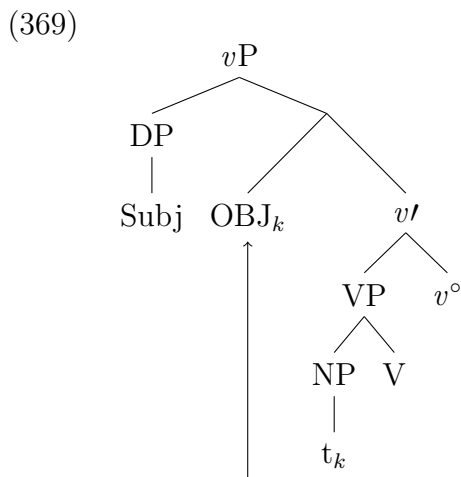 (369)
vP
DP
Subj OBJₖ v′
VP v°
NP V
tₖ